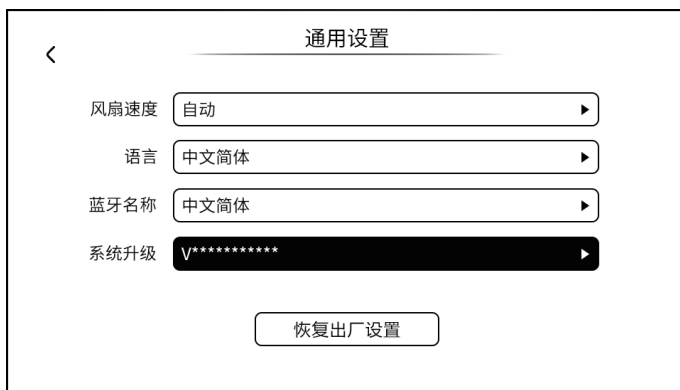 通用设置
风扇速度 自动
语言 中文简体
蓝牙名称 中文简体
系统升级 V***********
恢复出厂设置